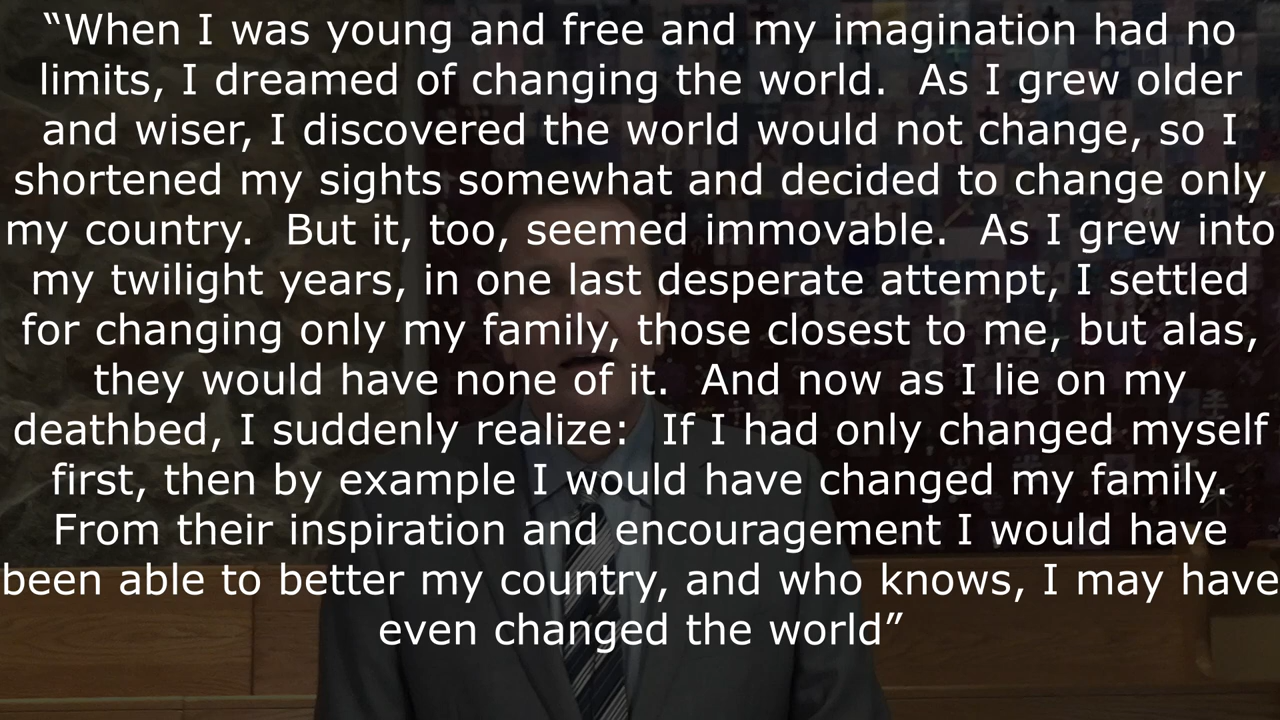 “When I was young and free and my imagination had no
limits, I dreamed of changing the world.  As I grew older
and wiser, I discovered the world would not change, so I
shortened my sights somewhat and decided to change only
my country.  But it, too, seemed immovable.  As I grew into
my twilight years, in one last desperate attempt, I settled
for changing only my family, those closest to me, but alas,
they would have none of it.  And now as I lie on my
deathbed, I suddenly realize:  If I had only changed myself
first, then by example I would have changed my family.
From their inspiration and encouragement I would have
been able to better my country, and who knows, I may have
even changed the world”